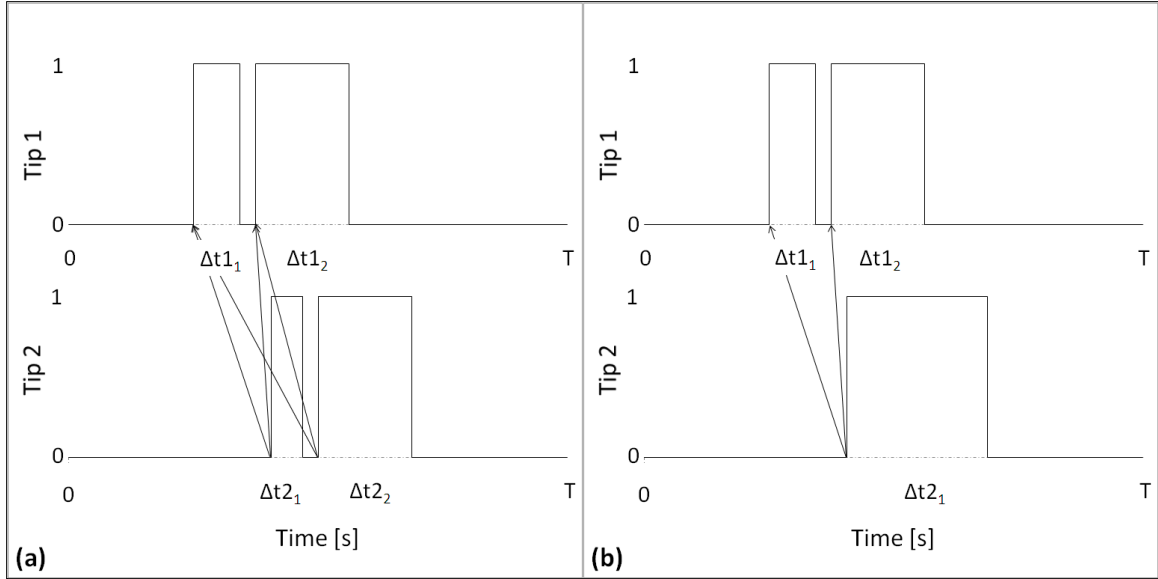 1
Tip 1
0
0 Δt1₁ Δt1₂ T
1
Tip 2
0
0 Δt2₁ Δt2₂ T
Time [s]
(a)
1
Tip 1
0
0 Δt1₁ Δt1₂ T
1
Tip 2
0
0 Δt2₁ T
Time [s]
(b)